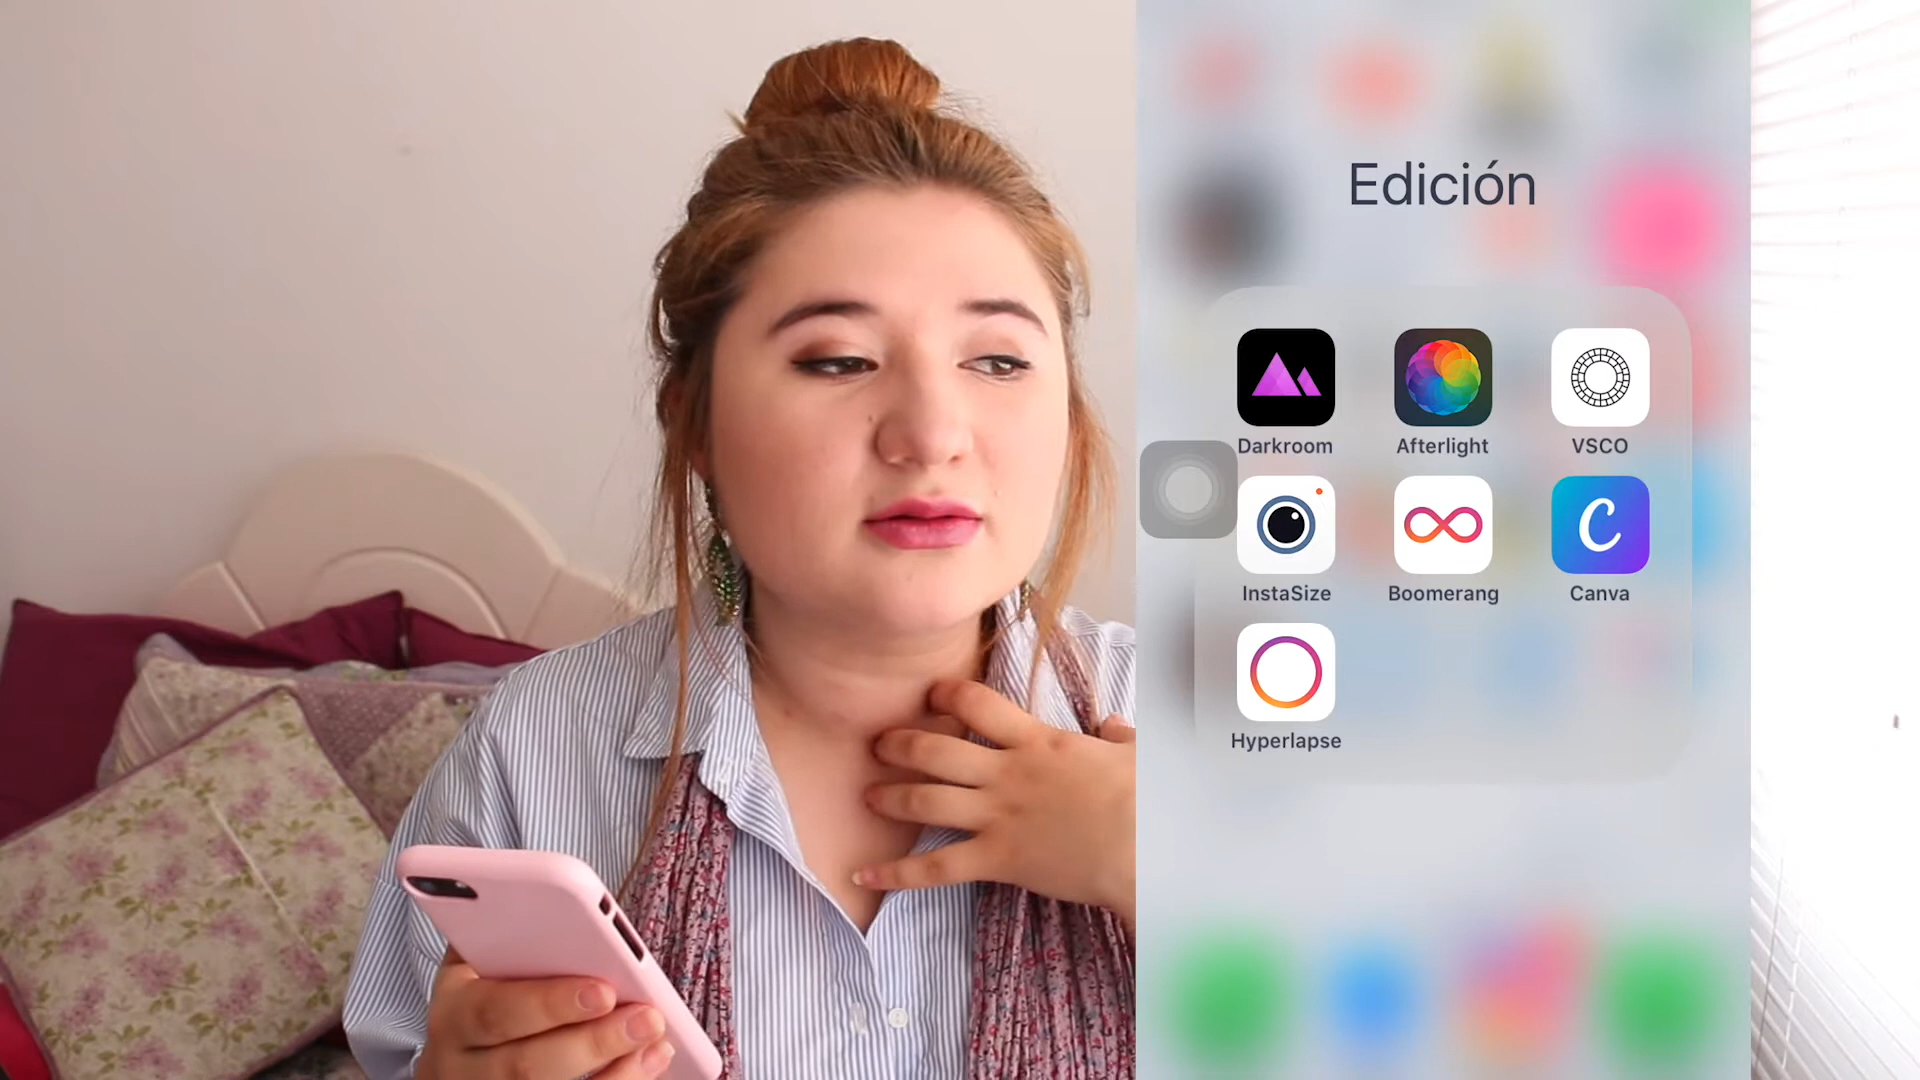 Edición
Darkroom Afterlight VSCO
InstaSize Boomerang Canva
Hyperlapse